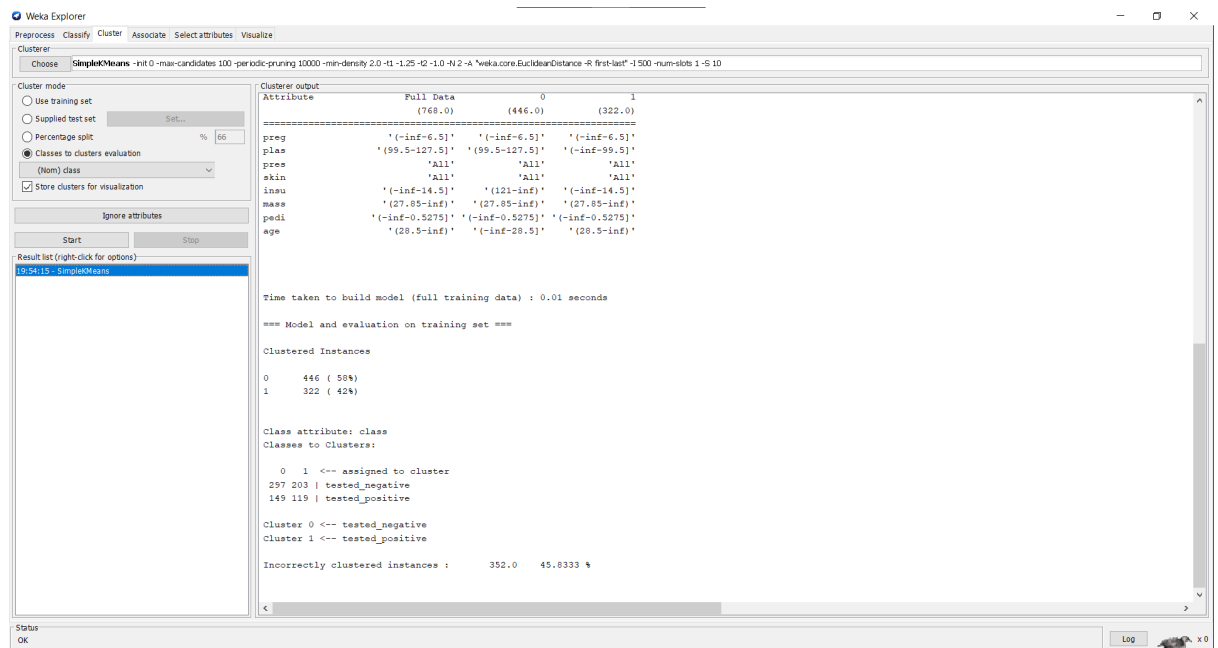 Weka Explorer
Preprocess Classify Cluster Associate Select attributes Visualize
Clusterer
Choose SimpleKMeans -init 0 -max-candidates 100 -periodic-pruning 10000 -min-density 2.0 -t1 -1.25 -t2 -1.0 -N 2 -A "weka.core.EuclideanDistance -R first-last" -I 500 -num-slots 1 -S 10
Cluster mode
Use training set
Supplied test set Set...
Percentage split % 66
Classes to clusters evaluation
(Nom) class
Store clusters for visualization
Ignore attributes
Start Stop
Result list (right-click for options)
19:54:15 - SimpleKMeans
Clusterer output
Attribute Full Data 0 1
(768.0) (446.0) (322.0)
==================================================================
preg '(-inf-6.5]' '(-inf-6.5]' '(-inf-6.5]'
plas '(99.5-127.5]' '(99.5-127.5]' '(-inf-99.5]'
pres 'All' 'All' 'All'
skin 'All' 'All' 'All'
insu '(-inf-14.5]' '(121-inf)' '(-inf-14.5]'
mass '(27.85-inf)' '(27.85-inf)' '(27.85-inf)'
pedi '(-inf-0.5275]' '(-inf-0.5275]' '(-inf-0.5275]'
age '(28.5-inf)' '(-inf-28.5]' '(28.5-inf)'
Time taken to build model (full training data) : 0.01 seconds
=== Model and evaluation on training set ===
Clustered Instances
0 446 ( 58%)
1 322 ( 42%)
Class attribute: class
Classes to Clusters:
0 1 <-- assigned to cluster
297 203 | tested_negative
149 119 | tested_positive
Cluster 0 <-- tested_negative
Cluster 1 <-- tested_positive
Incorrectly clustered instances : 352.0 45.8333 %
Status
OK
Log x 0